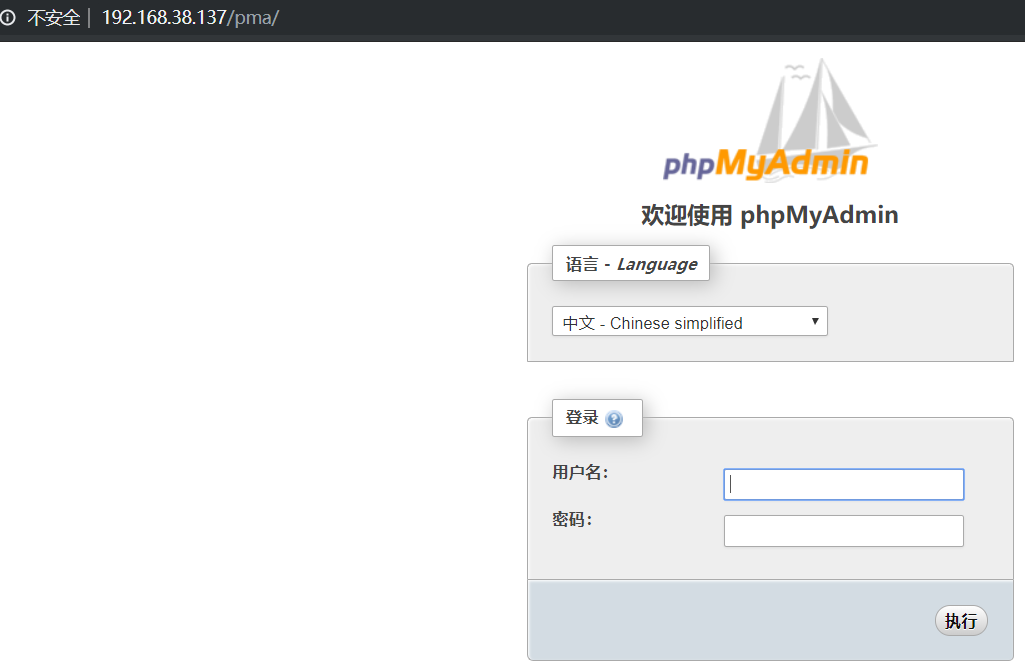 不安全 | 192.168.38.137/pma/
phpMyAdmin
欢迎使用 phpMyAdmin
语言 - Language
中文 - Chinese simplified
登录
用户名:
密码:
执行